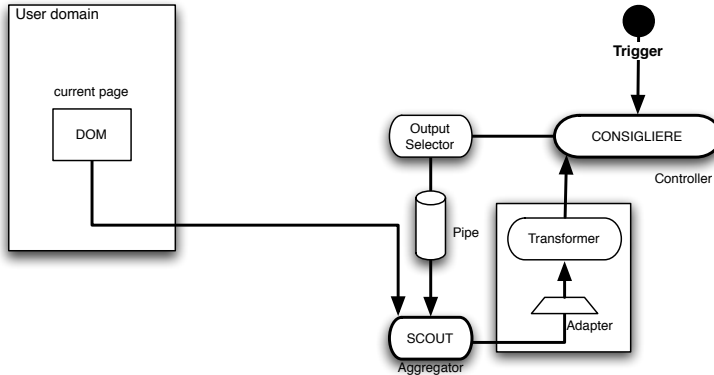 User domain
current page
DOM
Trigger
Output
Selector
CONSIGLIERE
Controller
Pipe
Transformer
Adapter
SCOUT
Aggregator